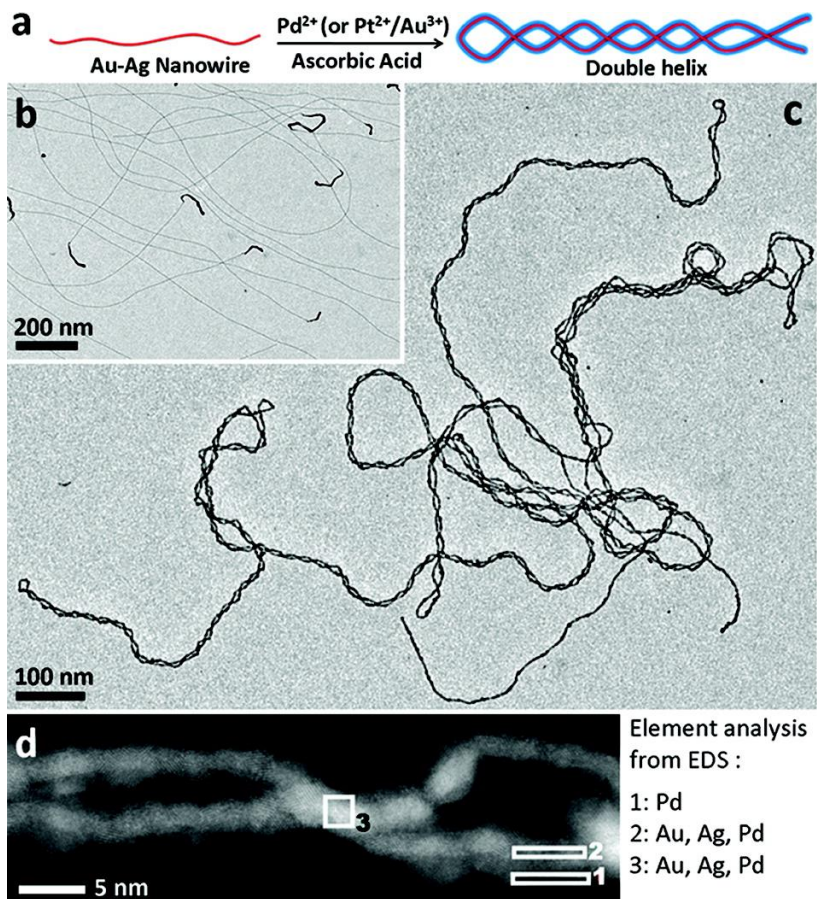 a
Pd²⁺ (or Pt²⁺/Au³⁺)
Au-Ag Nanowire
Ascorbic Acid
Double helix
b
c
200 nm
100 nm
d
3
2
1
5 nm
Element analysis
from EDS :
1: Pd
2: Au, Ag, Pd
3: Au, Ag, Pd